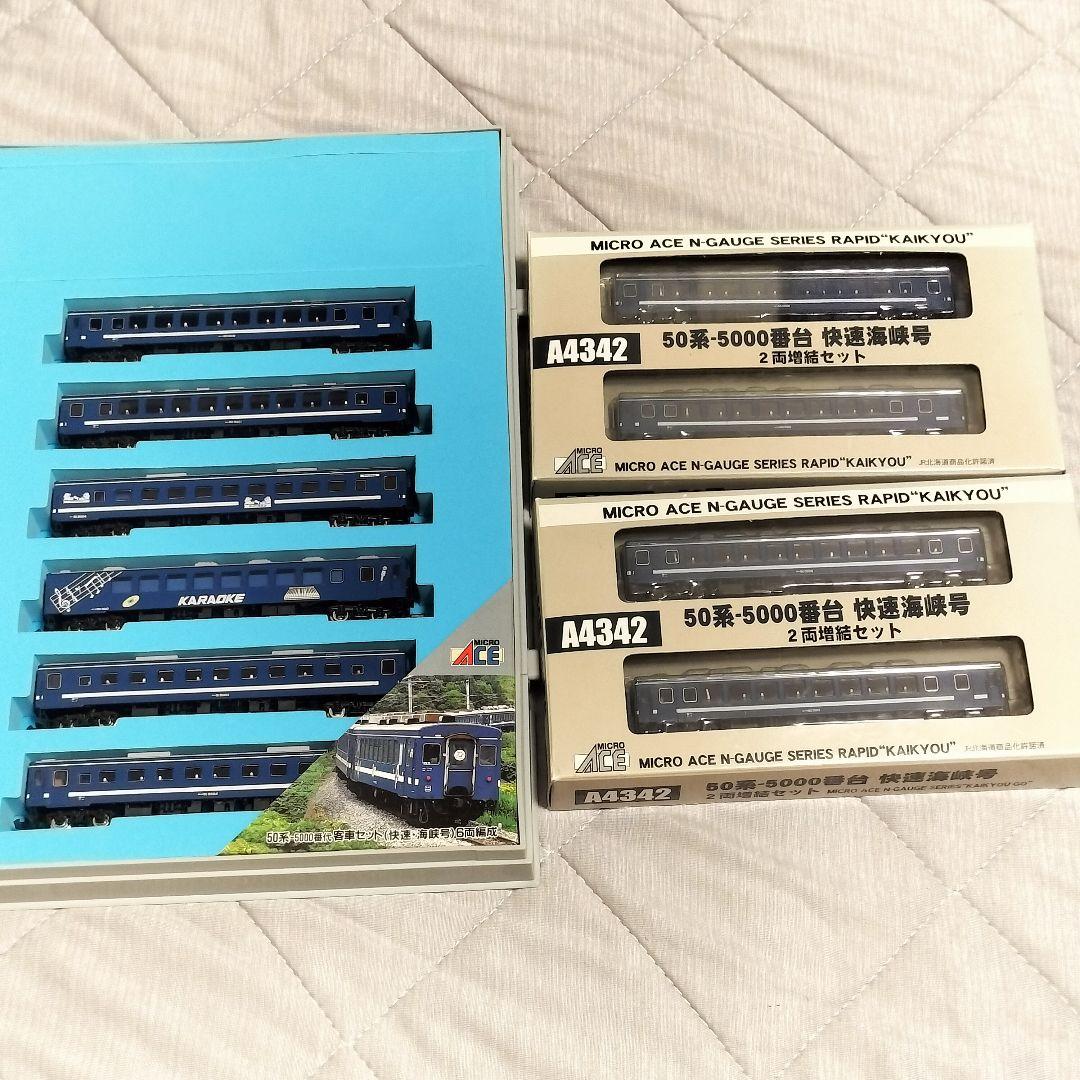 KARAOKE
MICRO
ACE
50系-5000番代 客車セット(快速・海峡号)6両編成
MICRO ACE N-GAUGE SERIES RAPID"KAIKYOU"
A4342
50系-5000番台 快速海峡号
2両増結セット
MICRO
ACE
MICRO ACE N-GAUGE SERIES RAPID"KAIKYOU"
JR北海道商品化許諾済
MICRO ACE N-GAUGE SERIES RAPID"KAIKYOU"
A4342
50系-5000番台 快速海峡号
2両増結セット
MICRO
ACE
MICRO ACE N-GAUGE SERIES RAPID"KAIKYOU"
JR北海道商品化許諾済
A4342
50系-5000番台 快速海峡号
2両増結セット MICRO ACE N-GAUGE SERIES"KAIKYOU-GO"